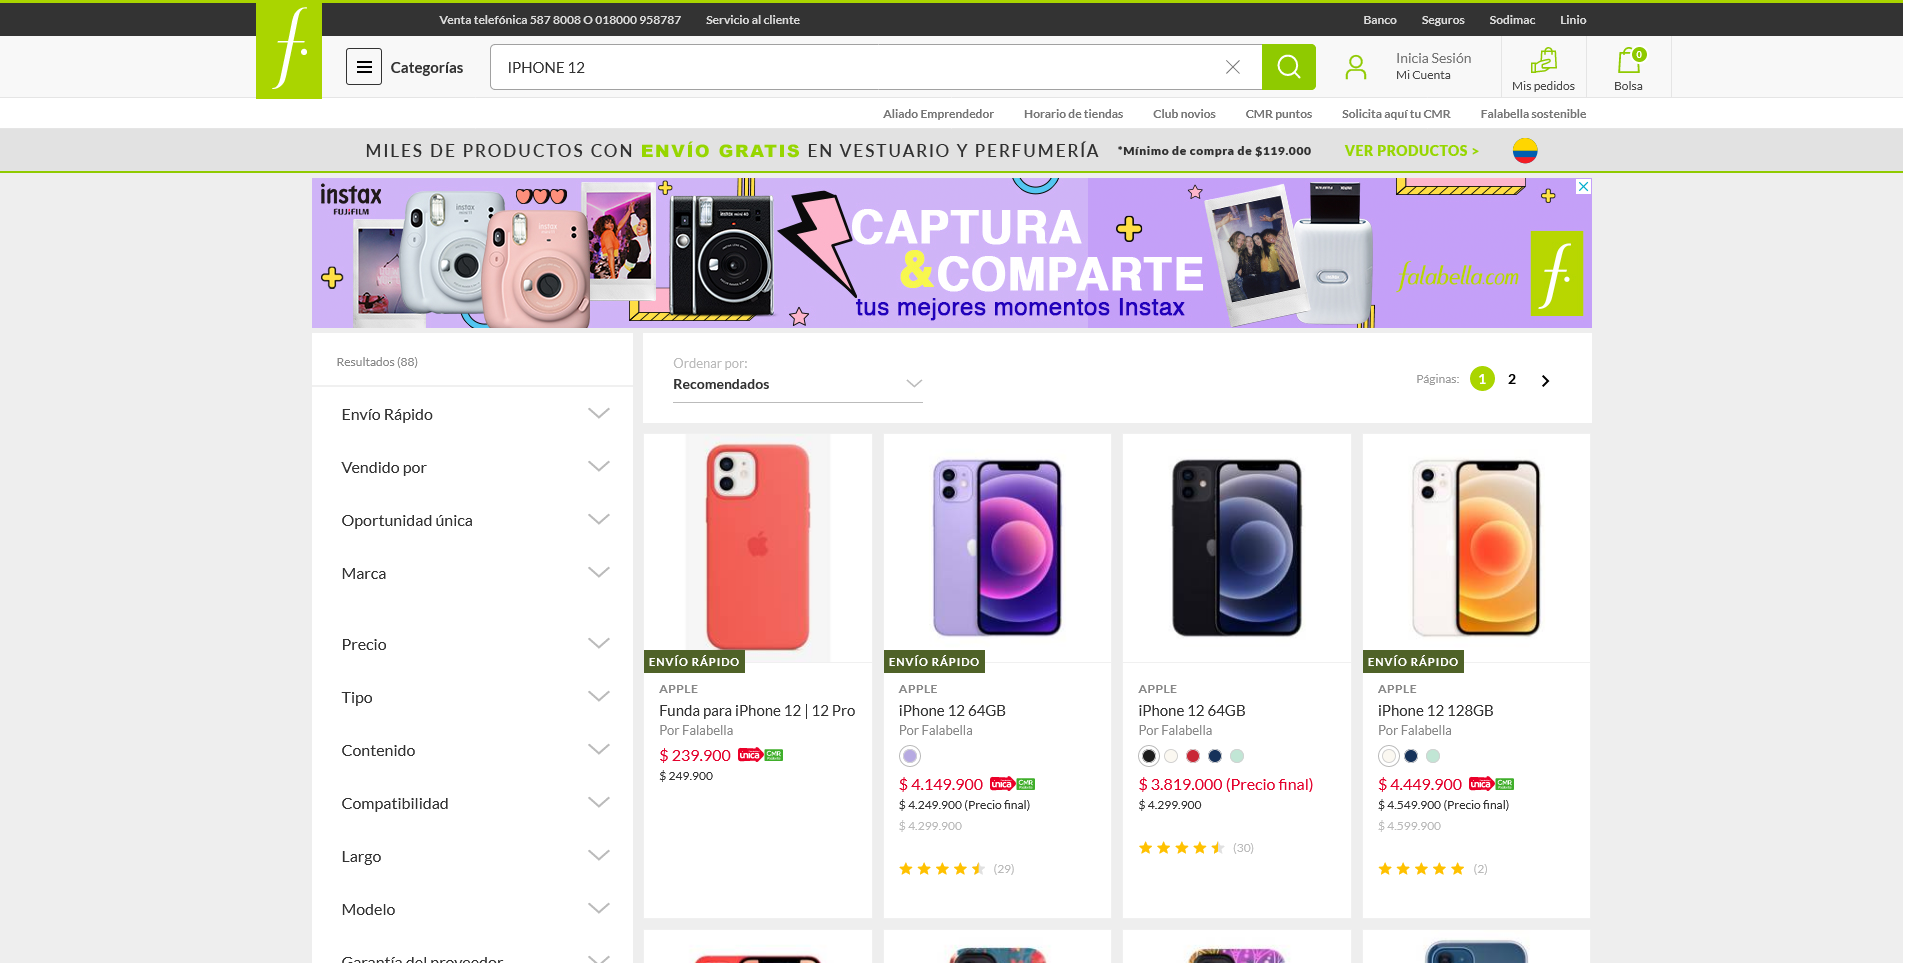 Venta telefónica 587 8008 O 018000 958787
Servicio al cliente
Banco
Seguros
Sodimac
Linio
f.
Categorías
IPHONE 12
Inicia Sesión
Mi Cuenta
Mis pedidos
0
Bolsa
Aliado Emprendedor
Horario de tiendas
Club novios
CMR puntos
Solicita aquí tu CMR
Falabella sostenible
MILES DE PRODUCTOS CON ENVÍO GRATIS EN VESTUARIO Y PERFUMERÍA
*Mínimo de compra de $119.000
VER PRODUCTOS >
instax
FUJIFILM
CAPTURA
&COMPARTE
tus mejores momentos Instax
falabella.com
f.
Resultados (88)
Ordenar por:
Recomendados
Páginas:
1
2
Envío Rápido
Vendido por
Oportunidad única
Marca
Precio
Tipo
Contenido
Compatibilidad
Largo
Modelo
Garantía del proveedor
ENVÍO RÁPIDO
APPLE
Funda para iPhone 12 | 12 Pro
Por Falabella
$ 239.900 única CMR
$ 249.900
ENVÍO RÁPIDO
APPLE
iPhone 12 64GB
Por Falabella
$ 4.149.900 única CMR
$ 4.249.900 (Precio final)
$ 4.299.900
(29)
APPLE
iPhone 12 64GB
Por Falabella
$ 3.819.000 (Precio final)
$ 4.299.900
(30)
ENVÍO RÁPIDO
APPLE
iPhone 12 128GB
Por Falabella
$ 4.449.900 única CMR
$ 4.549.900 (Precio final)
$ 4.599.900
(2)